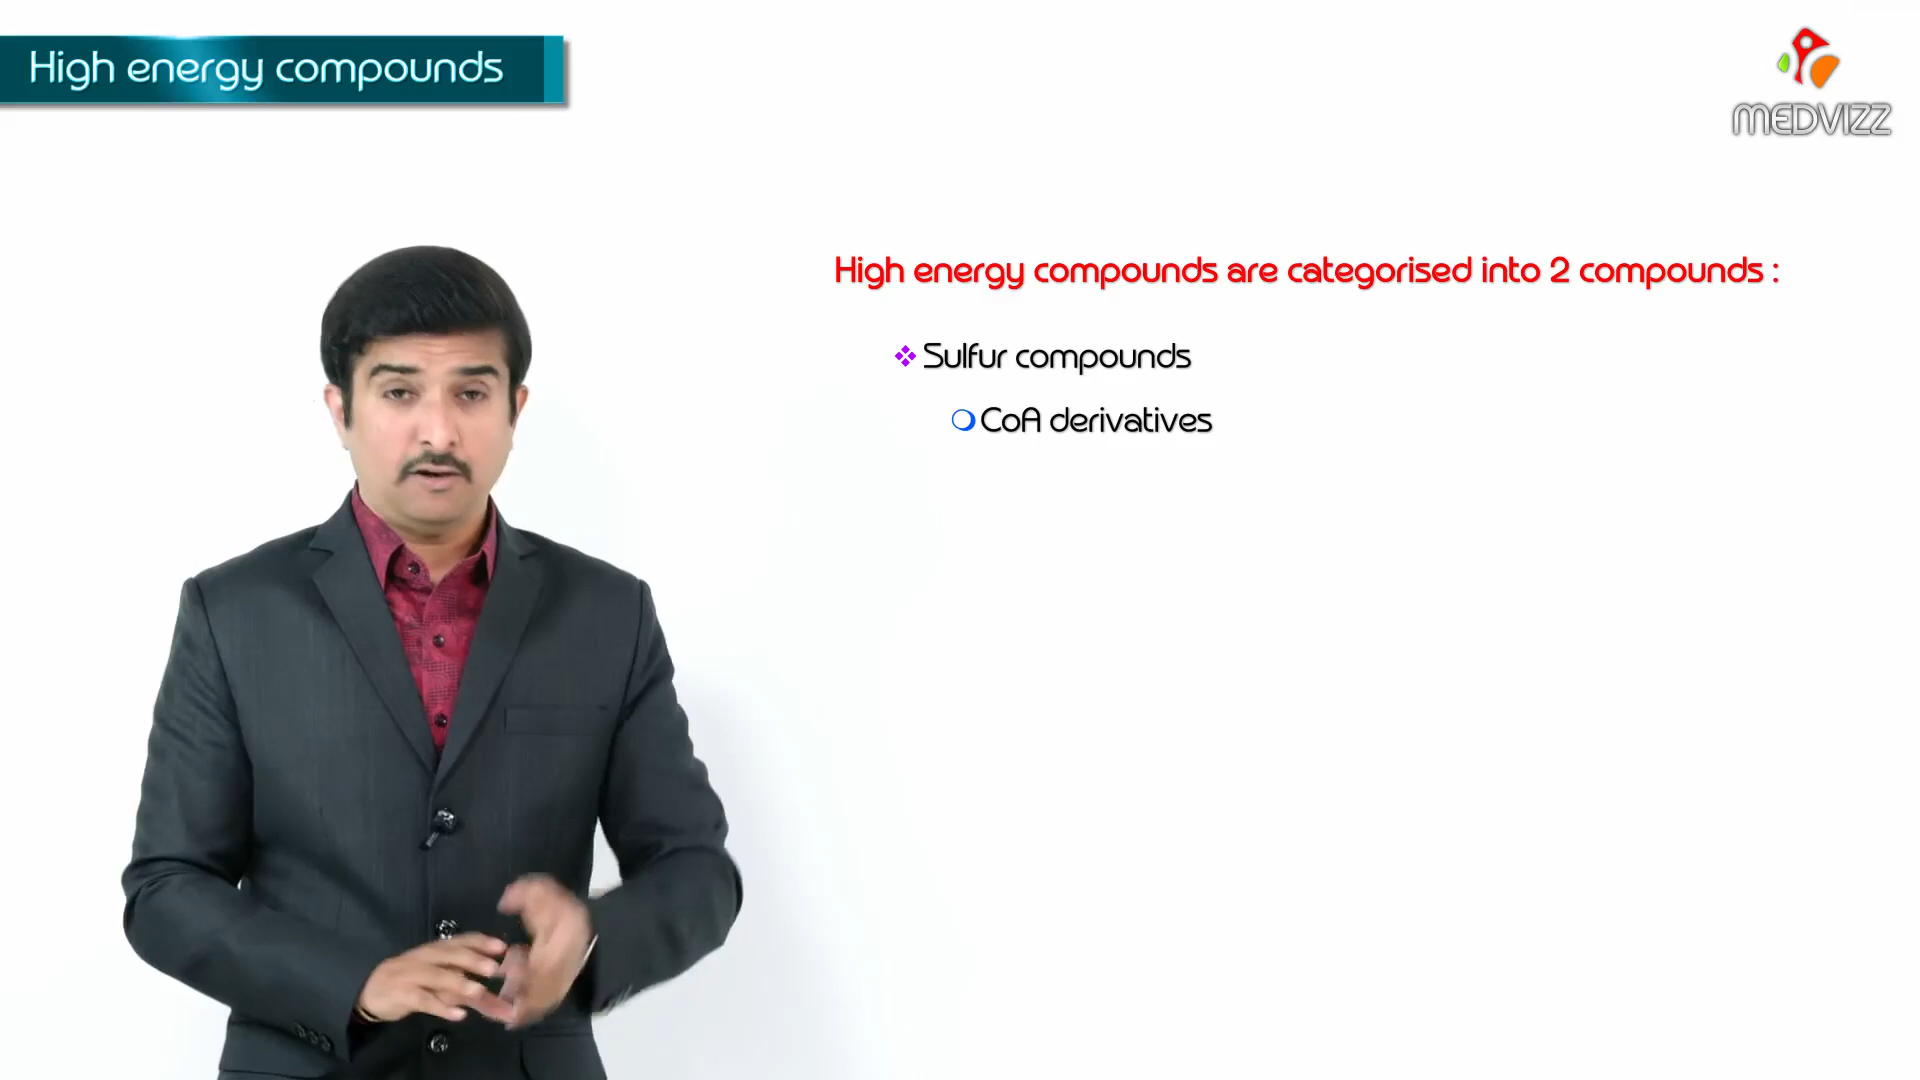 High energy compounds
MEDVIZZ
High energy compounds are categorised into 2 compounds :
Sulfur compounds
CoA derivatives